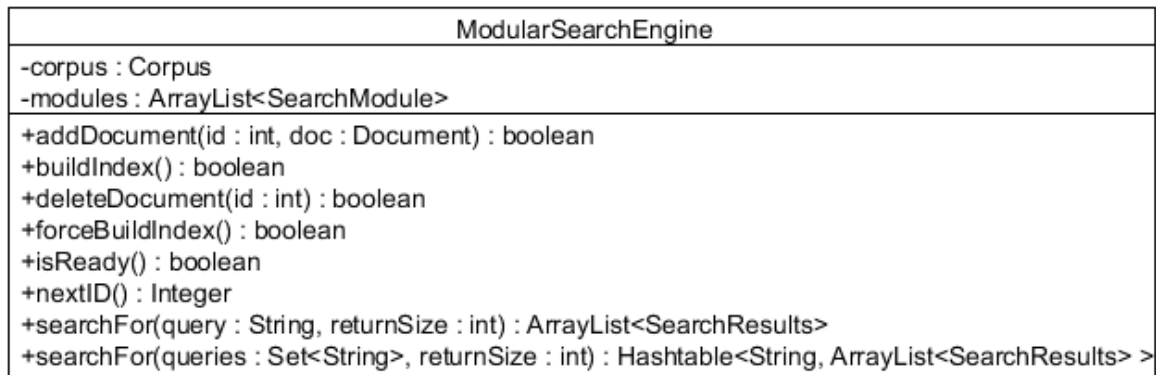 ModularSearchEngine
-corpus : Corpus
-modules : ArrayList<SearchModule>
+addDocument(id : int, doc : Document) : boolean
+buildIndex() : boolean
+deleteDocument(id : int) : boolean
+forceBuildIndex() : boolean
+isReady() : boolean
+nextID() : Integer
+searchFor(query : String, returnSize : int) : ArrayList<SearchResults>
+searchFor(queries : Set<String>, returnSize : int) : Hashtable<String, ArrayList<SearchResults> >